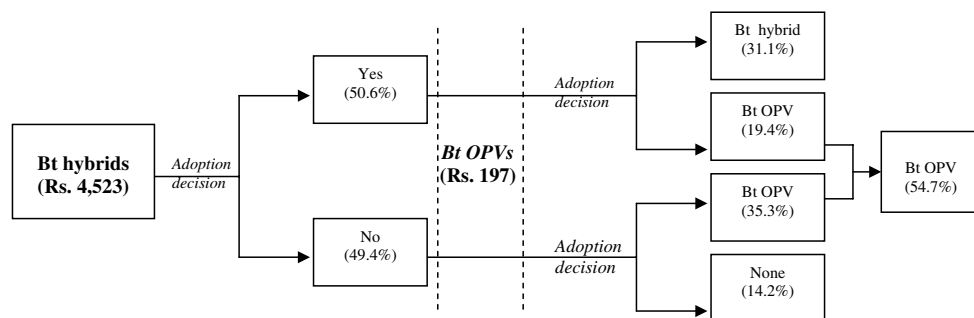 Bt hybrids
(Rs. 4,523)
Adoption
decision
Yes
(50.6%)
No
(49.4%)
Bt OPVs
(Rs. 197)
Adoption
decision
Adoption
decision
Bt hybrid
(31.1%)
Bt OPV
(19.4%)
Bt OPV
(35.3%)
None
(14.2%)
Bt OPV
(54.7%)